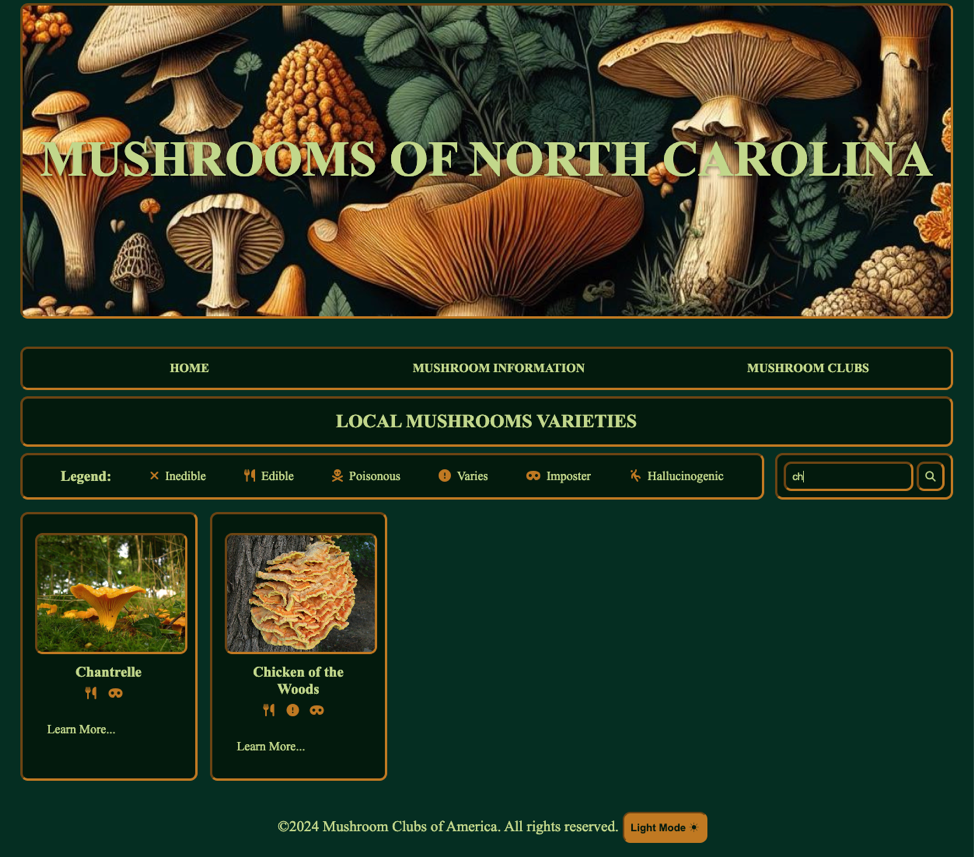 MUSHROOMS OF NORTH CAROLINA
HOME MUSHROOM INFORMATION MUSHROOM CLUBS
LOCAL MUSHROOMS VARIETIES
Legend: Inedible Edible Poisonous Varies Imposter Hallucinogenic ch
Chantrelle
Learn More...
Chicken of the
Woods
Learn More...
©2024 Mushroom Clubs of America. All rights reserved. Light Mode